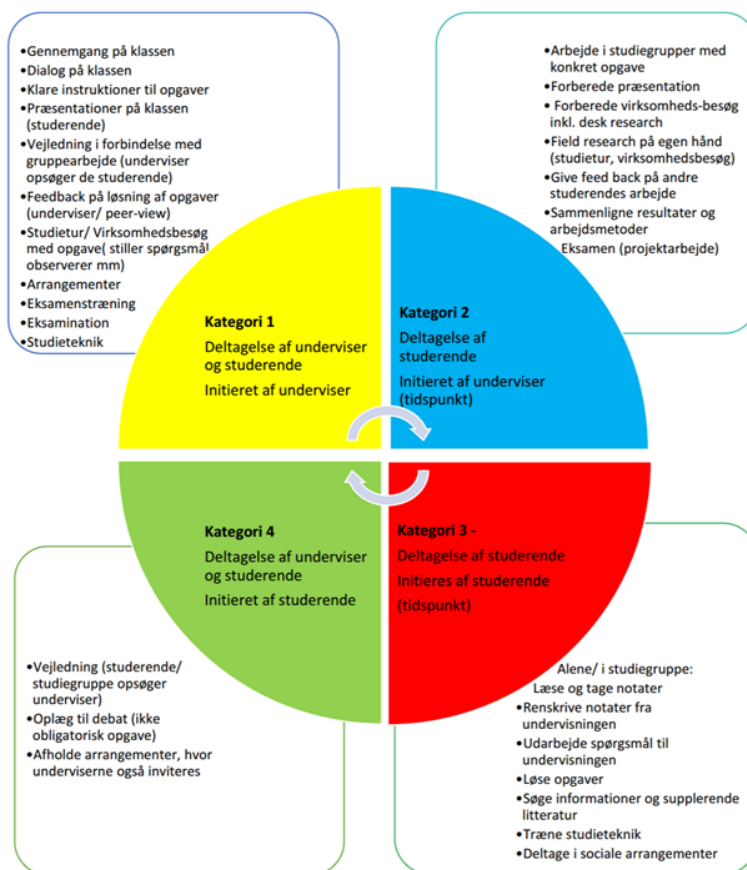 •Gennemgang på klassen
•Dialog på klassen
•Klare instruktioner til opgaver
•Præsentationer på klassen
(studerende)
•Vejledning i forbindelse med
gruppearbejde (underviser
opsøger de studerende)
•Feedback på løsning af opgaver
(underviser/ peer-view)
•Studietur/ Virksomhedsbesøg
med opgave( stiller spørgsmål
observerer mm)
•Arrangementer
•Eksamenstræning
•Eksamination
•Studieteknik
•Arbejde i studiegrupper med
konkret opgave
•Forberede præsentation
• Forberede virksomheds-besøg
inkl. desk research
•Field research på egen hånd
(studietur, virksomhedsbesøg)
•Give feed back på andre
studerendes arbejde
•Sammenligne resultater og
arbejdsmetoder
Eksamen (projektarbejde)
Kategori 1
Deltagelse af underviser
og studerende
Initieret af underviser
Kategori 2
Deltagelse af
studerende
Initieret af underviser
(tidspunkt)
Kategori 4
Deltagelse af underviser
og studerende
Initieret af studerende
Kategori 3 -
Deltagelse af studerende
Initieres af studerende
(tidspunkt)
•Vejledning (studerende/
studiegruppe opsøger
underviser)
•Oplæg til debat (ikke
obligatorisk opgave)
•Afholde arrangementer, hvor
underviserne også inviteres
Alene/ i studiegruppe:
Læse og tage notater
•Renskrive notater fra
undervisningen
•Udarbejde spørgsmål til
undervisningen
•Løse opgaver
•Søge informationer og supplerende
litteratur
•Træne studieteknik
•Deltage i sociale arrangementer